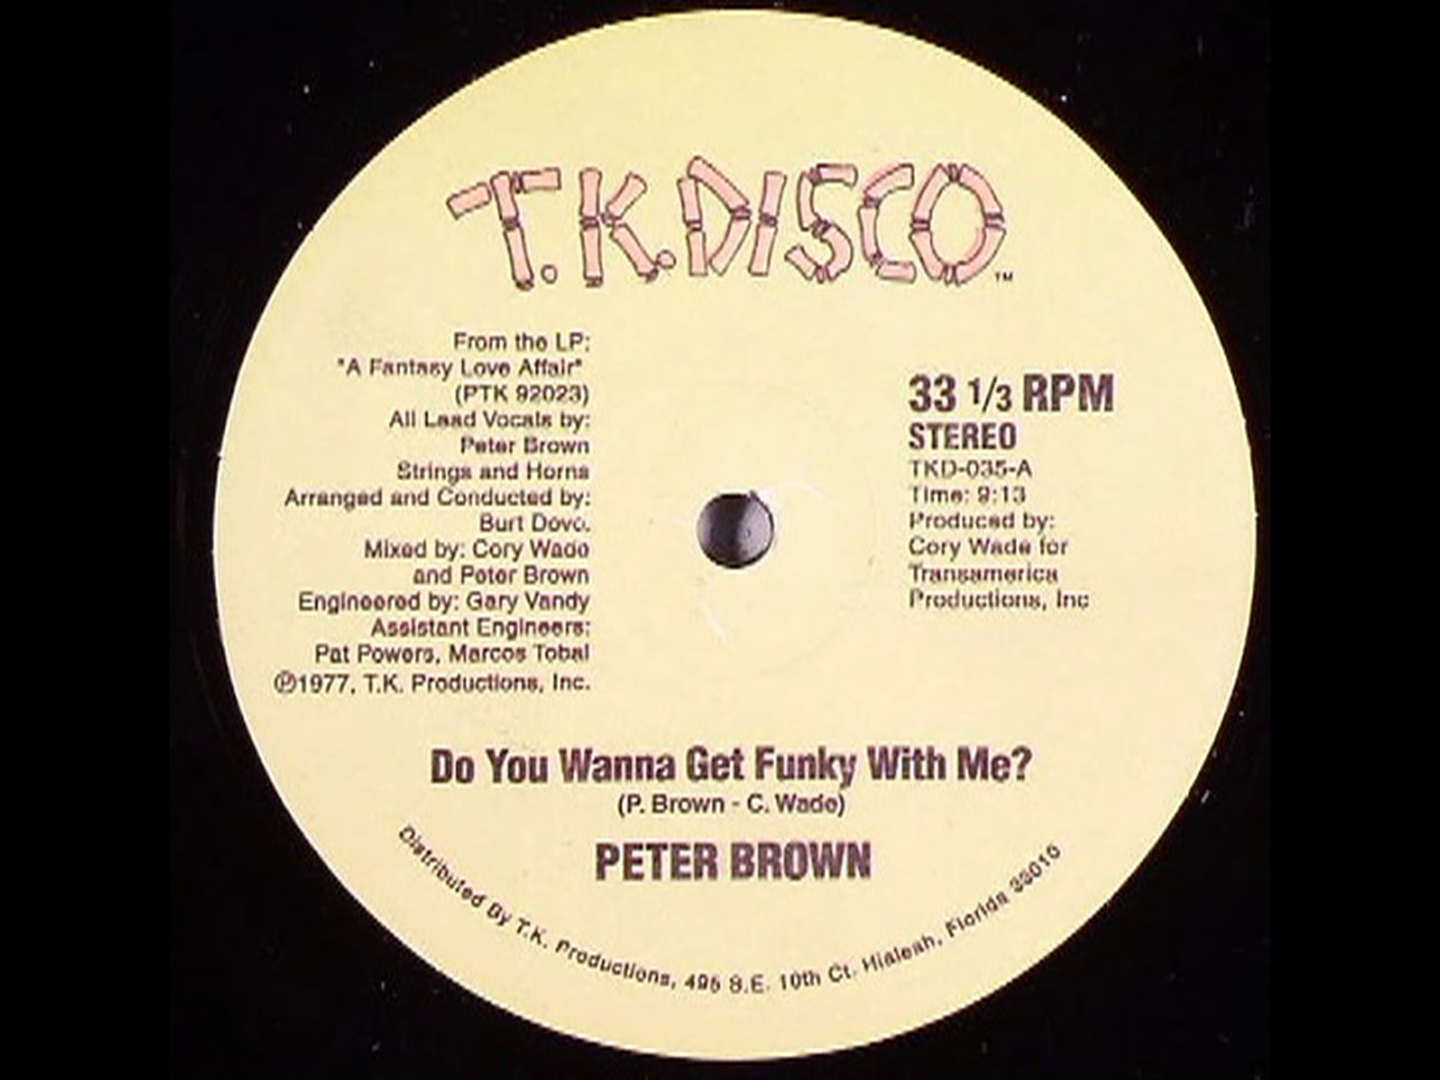 T.K. DISCO ™
From the LP:
"A Fantasy Love Affair"
(PTK 92023)
All Lead Vocals by:
Peter Brown
Strings and Horns
Arranged and Conducted by:
Burt Dovo.
Mixed by: Cory Wade
and Peter Brown
Engineered by: Gary Vandy
Assistant Engineers:
Pat Powers, Marcos Tobal
℗1977, T.K. Productions, Inc.
33 1/3 RPM
STEREO
TKD-035-A
Time: 9:13
Produced by:
Cory Wade for
Transamerica
Productions, Inc
Do You Wanna Get Funky With Me?
(P. Brown - C. Wade)
PETER BROWN
Distributed By T.K. Productions, 495 S.E. 10th Ct. Hialeah, Florida 33010